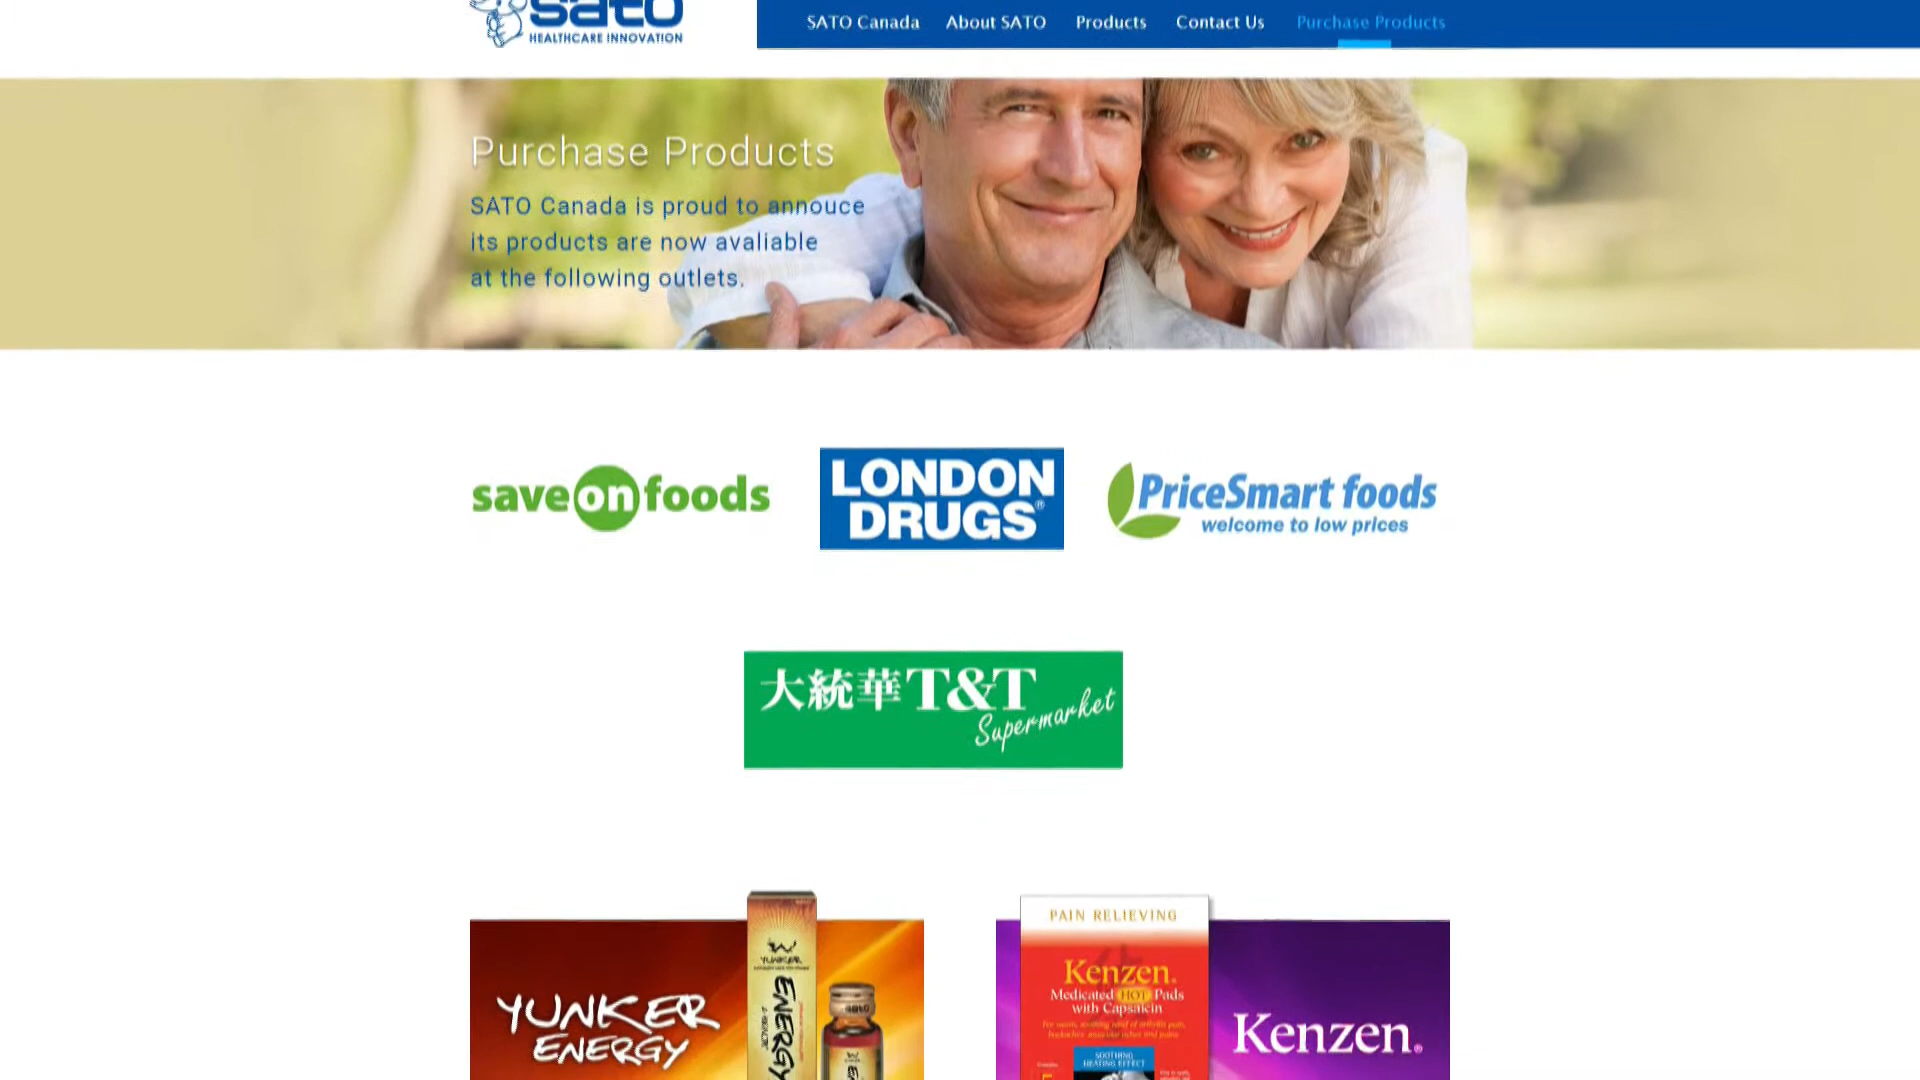 sato
HEALTHCARE INNOVATION
SATO Canada About SATO Products Contact Us Purchase Products
Purchase Products
SATO Canada is proud to annouce
its products are now avaliable
at the following outlets.
save on foods
LONDON
DRUGS®
PriceSmart foods
welcome to low prices
大統華T&T
Supermarket
YUNKER
ENERGY
YUNKER
ENERGY
sato
PAIN RELIEVING
Kenzen®
Medicated HOT Pads
with Capsaicin
SOOTHING
HEATING EFFECT
Kenzen®